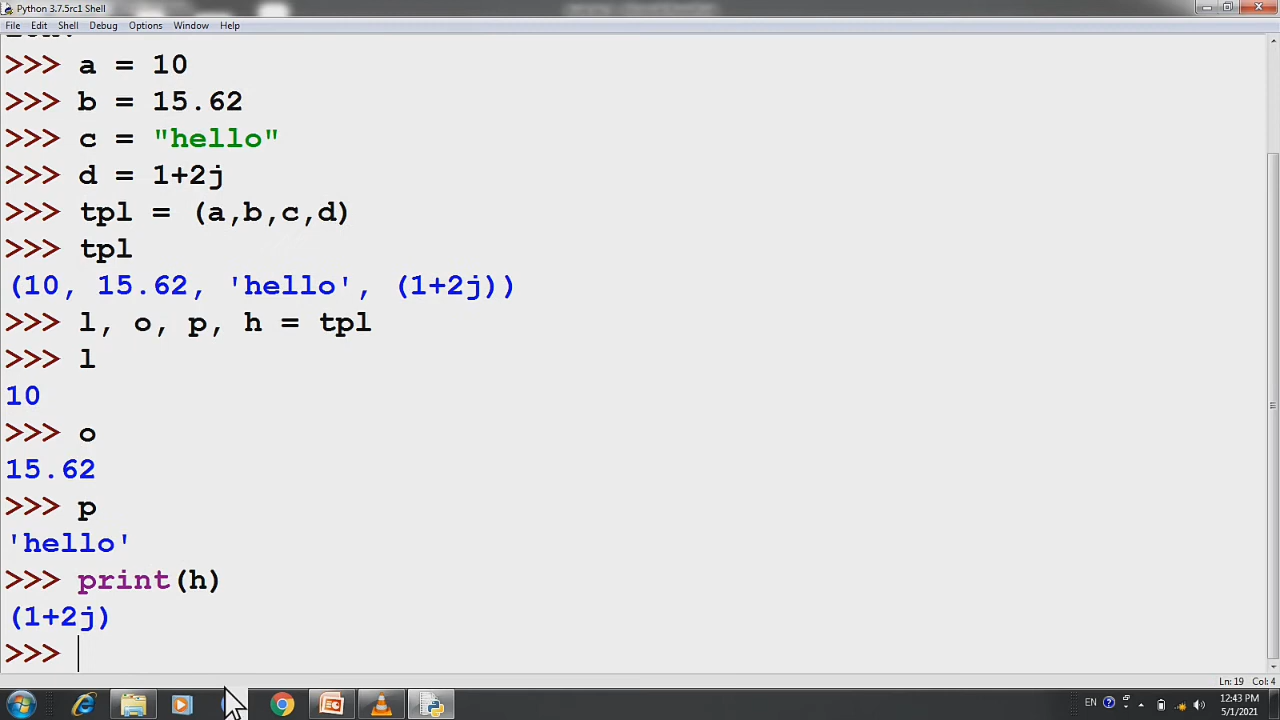 Python 3.7.5rc1 Shell
File Edit Shell Debug Options Window Help
>>> a = 10
>>> b = 15.62
>>> c = "hello"
>>> d = 1+2j
>>> tpl = (a,b,c,d)
>>> tpl
(10, 15.62, 'hello', (1+2j))
>>> l, o, p, h = tpl
>>> l
10
>>> o
15.62
>>> p
'hello'
>>> print(h)
(1+2j)
>>>
Ln: 19 Col: 4
EN
12:43 PM
5/1/2021